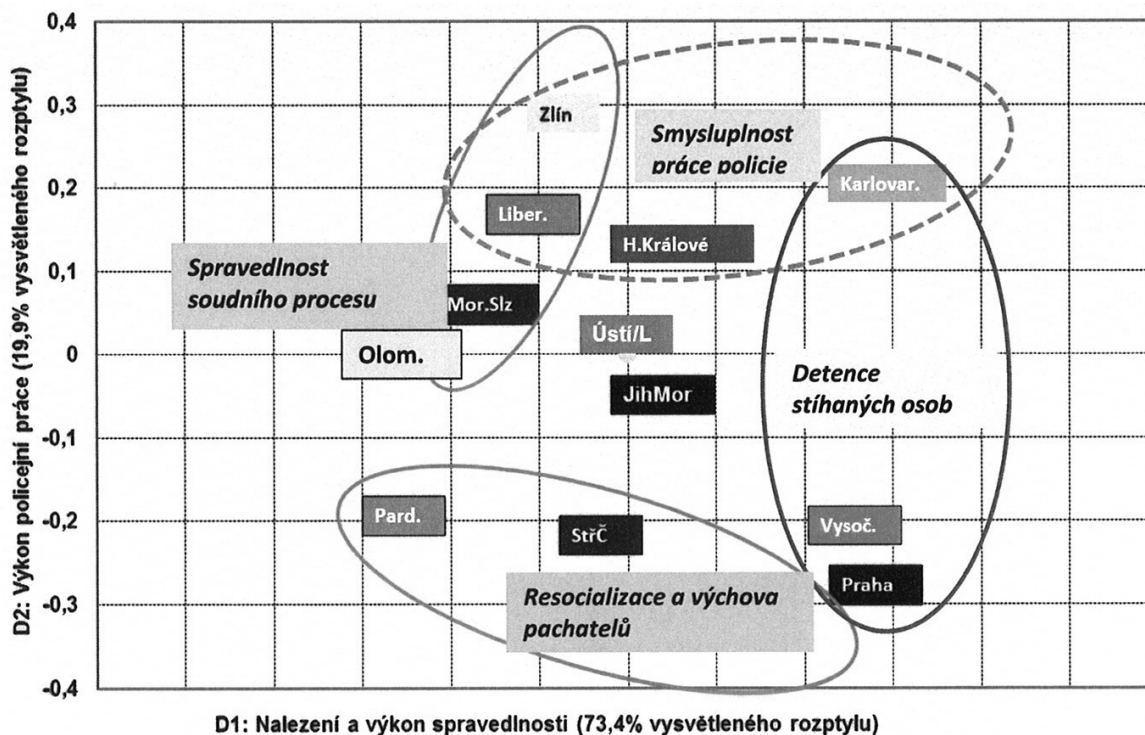 D2: Výkon policejní práce (19,9% vysvětleného rozptylu)
0,4
0,3
0,2
0,1
0
-0,1
-0,2
-0,3
-0,4
Zlín
Smysluplnost
práce policie
Karlovar.
Liber.
H.Králové
Spravedlnost
soudního procesu
Mor.Slz
Ústí/L
Olom.
JihMor
Detence
stíhaných osob
Pard.
StřČ
Vysoč.
Praha
Resocializace a výchova
pachatelů
D1: Nalezení a výkon spravedlnosti (73,4% vysvětleného rozptylu)